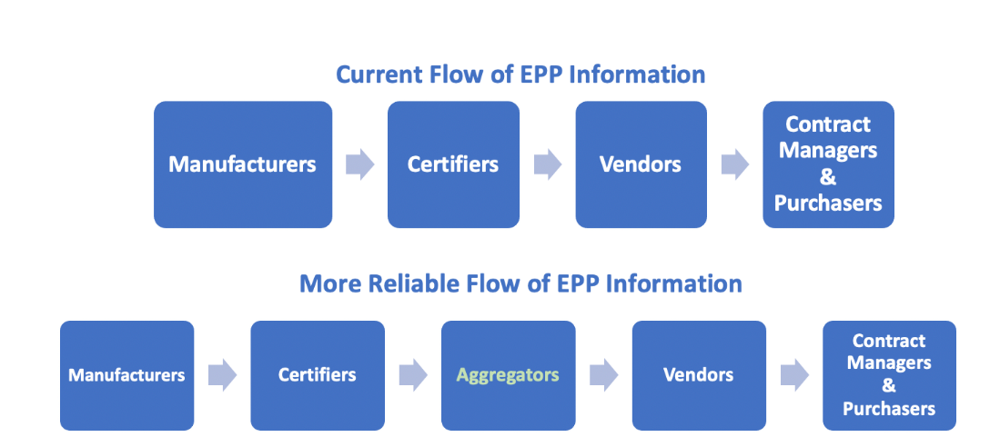 Current Flow of EPP Information
Manufacturers
Certifiers
Vendors
Contract
Managers
&
Purchasers
More Reliable Flow of EPP Information
Manufacturers
Certifiers
Aggregators
Vendors
Contract
Managers
&
Purchasers